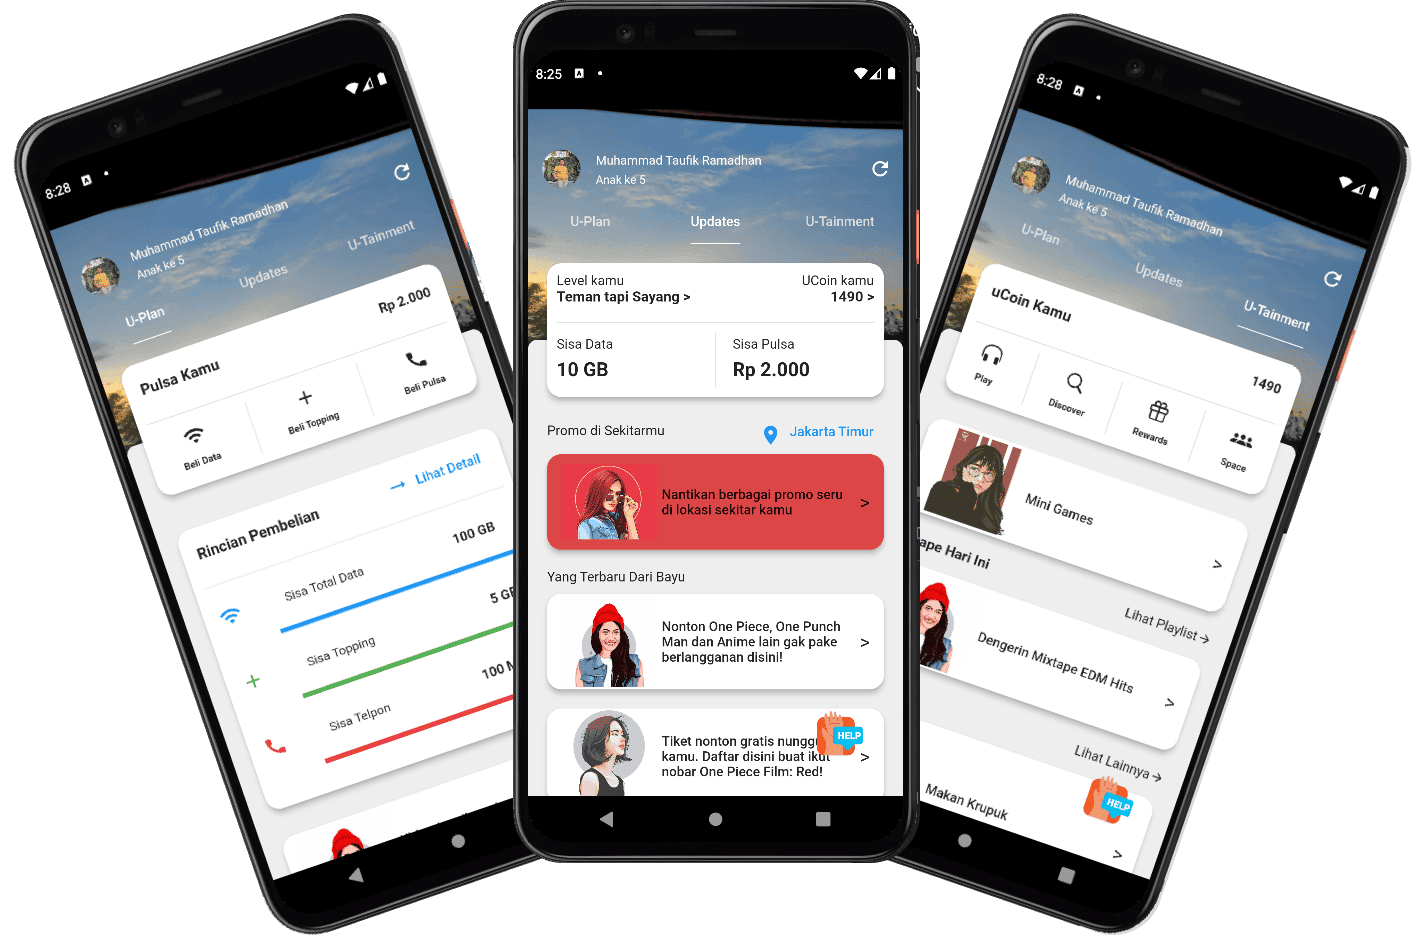 8:28
Muhammad Taufik Ramadhan
Anak ke 5
U-Plan
Updates
U-Tainment
Pulsa Kamu
Rp 2.000
Beli Data
Beli Topping
Beli Pulsa
→ Lihat Detail
Rincian Pembelian
Sisa Total Data
100 GB
Sisa Topping
5 G
Sisa Telpon
100 M
8:25
Muhammad Taufik Ramadhan
Anak ke 5
U-Plan
Updates
U-Tainment
Level kamu
UCoin kamu
Teman tapi Sayang >
1490 >
Sisa Data
Sisa Pulsa
10 GB
Rp 2.000
Promo di Sekitarmu
Jakarta Timur
Nantikan berbagai promo seru
di lokasi sekitar kamu
>
Yang Terbaru Dari Bayu
Nonton One Piece, One Punch
Man dan Anime lain gak pake
berlangganan disini!
>
Tiket nonton gratis nungg
kamu. Daftar disini buat ikut
nobar One Piece Film: Red!
>
HELP
8:28
Muhammad Taufik Ramadhan
Anak ke 5
U-Plan
Updates
U-Tainment
uCoin Kamu
1490
Play
Discover
Rewards
Space
Mini Games
>
ape Hari Ini
Lihat Playlist →
Dengerin Mixtape EDM Hits
>
Lihat Lainnya →
Makan Krupuk
>
HELP